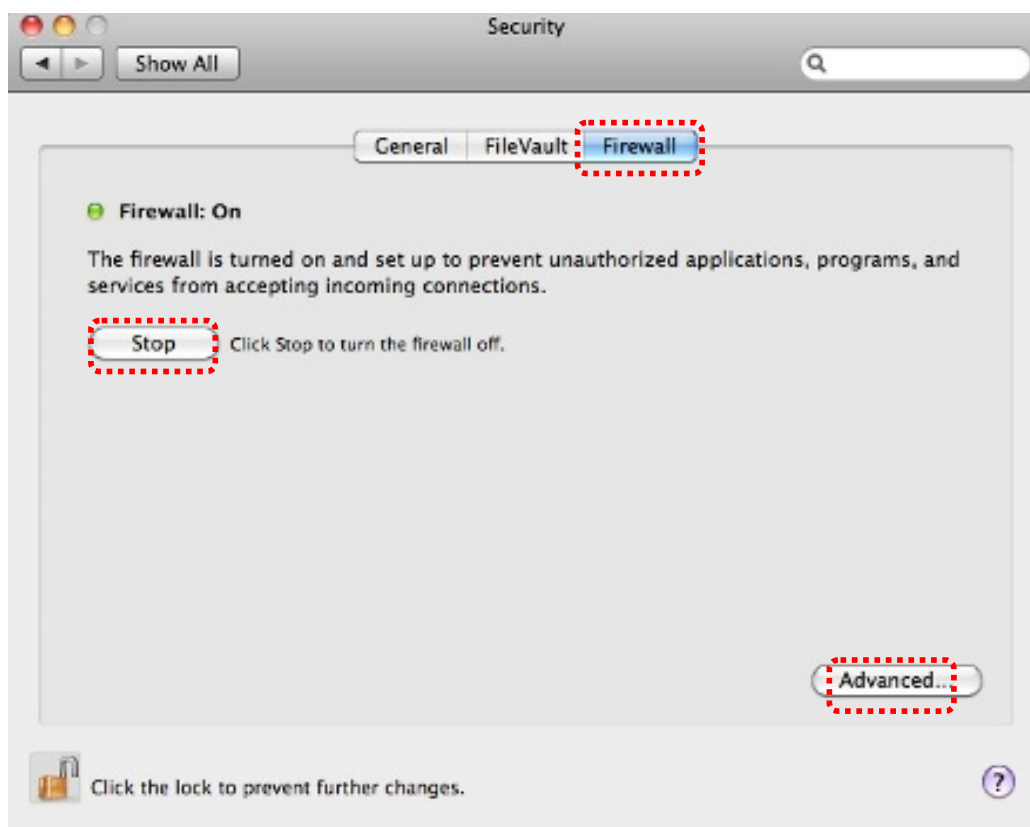 Security
Show All
General FileVault Firewall
Firewall: On
The firewall is turned on and set up to prevent unauthorized applications, programs, and
services from accepting incoming connections.
Stop Click Stop to turn the firewall off.
Advanced...
Click the lock to prevent further changes.
?